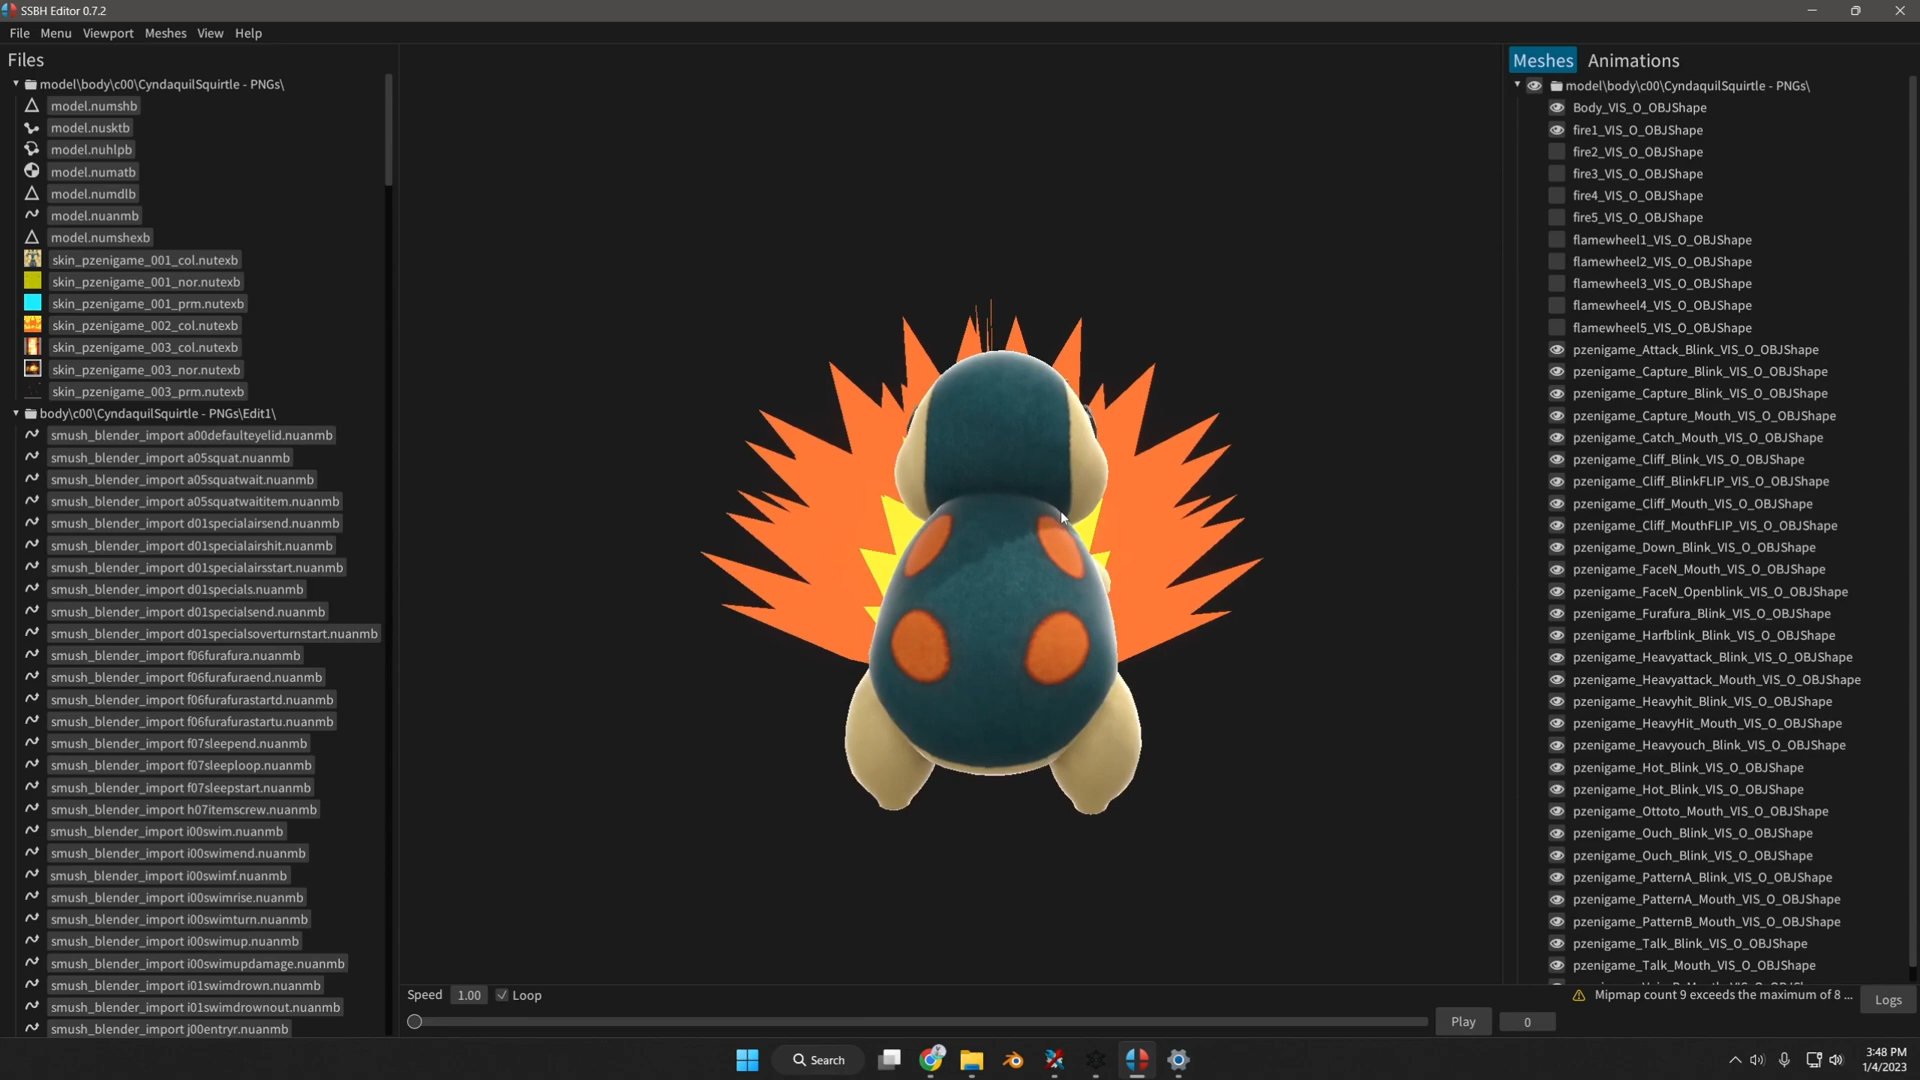 SSBH Editor 0.7.2
File Menu Viewport Meshes View Help
Files
model\body\c00\CyndaquilSquirtle - PNGs\
model.numshb
model.nusktb
model.nuhlpb
model.numatb
model.numdlb
model.nuanmb
model.numshexb
skin_pzenigame_001_col.nutexb
skin_pzenigame_001_nor.nutexb
skin_pzenigame_001_prm.nutexb
skin_pzenigame_002_col.nutexb
skin_pzenigame_003_col.nutexb
skin_pzenigame_003_nor.nutexb
skin_pzenigame_003_prm.nutexb
body\c00\CyndaquilSquirtle - PNGs\Edit1\
smush_blender_import a00defaulteyelid.nuanmb
smush_blender_import a05squat.nuanmb
smush_blender_import a05squatwait.nuanmb
smush_blender_import a05squatwaititem.nuanmb
smush_blender_import d01specialairsend.nuanmb
smush_blender_import d01specialairshit.nuanmb
smush_blender_import d01specialairsstart.nuanmb
smush_blender_import d01specials.nuanmb
smush_blender_import d01specialsend.nuanmb
smush_blender_import d01specialsoverturnstart.nuanmb
smush_blender_import f06furafura.nuanmb
smush_blender_import f06furafuraend.nuanmb
smush_blender_import f06furafurastartd.nuanmb
smush_blender_import f06furafurastartu.nuanmb
smush_blender_import f07sleepend.nuanmb
smush_blender_import f07sleeploop.nuanmb
smush_blender_import f07sleepstart.nuanmb
smush_blender_import h07itemscrew.nuanmb
smush_blender_import i00swim.nuanmb
smush_blender_import i00swimend.nuanmb
smush_blender_import i00swimf.nuanmb
smush_blender_import i00swimrise.nuanmb
smush_blender_import i00swimturn.nuanmb
smush_blender_import i00swimup.nuanmb
smush_blender_import i00swimupdamage.nuanmb
smush_blender_import i01swimdrown.nuanmb
smush_blender_import i01swimdrownout.nuanmb
smush_blender_import j00entryr.nuanmb
Speed 1.00 Loop
Play 0
Meshes Animations
model\body\c00\CyndaquilSquirtle - PNGs\
Body_VIS_O_OBJShape
fire1_VIS_O_OBJShape
fire2_VIS_O_OBJShape
fire3_VIS_O_OBJShape
fire4_VIS_O_OBJShape
fire5_VIS_O_OBJShape
flamewheel1_VIS_O_OBJShape
flamewheel2_VIS_O_OBJShape
flamewheel3_VIS_O_OBJShape
flamewheel4_VIS_O_OBJShape
flamewheel5_VIS_O_OBJShape
pzenigame_Attack_Blink_VIS_O_OBJShape
pzenigame_Capture_Blink_VIS_O_OBJShape
pzenigame_Capture_Blink_VIS_O_OBJShape
pzenigame_Capture_Mouth_VIS_O_OBJShape
pzenigame_Catch_Mouth_VIS_O_OBJShape
pzenigame_Cliff_Blink_VIS_O_OBJShape
pzenigame_Cliff_BlinkFLIP_VIS_O_OBJShape
pzenigame_Cliff_Mouth_VIS_O_OBJShape
pzenigame_Cliff_MouthFLIP_VIS_O_OBJShape
pzenigame_Down_Blink_VIS_O_OBJShape
pzenigame_FaceN_Mouth_VIS_O_OBJShape
pzenigame_FaceN_Openblink_VIS_O_OBJShape
pzenigame_Furafura_Blink_VIS_O_OBJShape
pzenigame_Harfblink_Blink_VIS_O_OBJShape
pzenigame_Heavyattack_Blink_VIS_O_OBJShape
pzenigame_Heavyattack_Mouth_VIS_O_OBJShape
pzenigame_Heavyhit_Blink_VIS_O_OBJShape
pzenigame_HeavyHit_Mouth_VIS_O_OBJShape
pzenigame_Heavyouch_Blink_VIS_O_OBJShape
pzenigame_Hot_Blink_VIS_O_OBJShape
pzenigame_Hot_Blink_VIS_O_OBJShape
pzenigame_Ottoto_Mouth_VIS_O_OBJShape
pzenigame_Ouch_Blink_VIS_O_OBJShape
pzenigame_Ouch_Blink_VIS_O_OBJShape
pzenigame_PatternA_Blink_VIS_O_OBJShape
pzenigame_PatternA_Mouth_VIS_O_OBJShape
pzenigame_PatternB_Mouth_VIS_O_OBJShape
pzenigame_Talk_Blink_VIS_O_OBJShape
pzenigame_Talk_Mouth_VIS_O_OBJShape
Mipmap count 9 exceeds the maximum of 8 ... Logs
Search
3:48 PM
1/4/2023